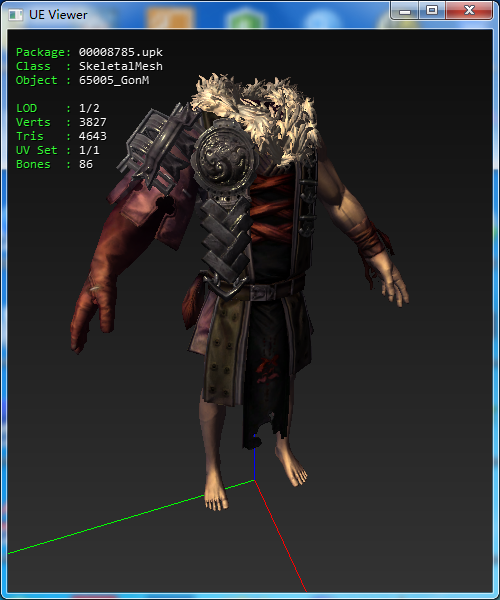 UE Viewer
Package: 00008785.upk
Class : SkeletalMesh
Object : 65005_GonM
LOD : 1/2
Verts : 3827
Tris : 4643
UV Set : 1/1
Bones : 86